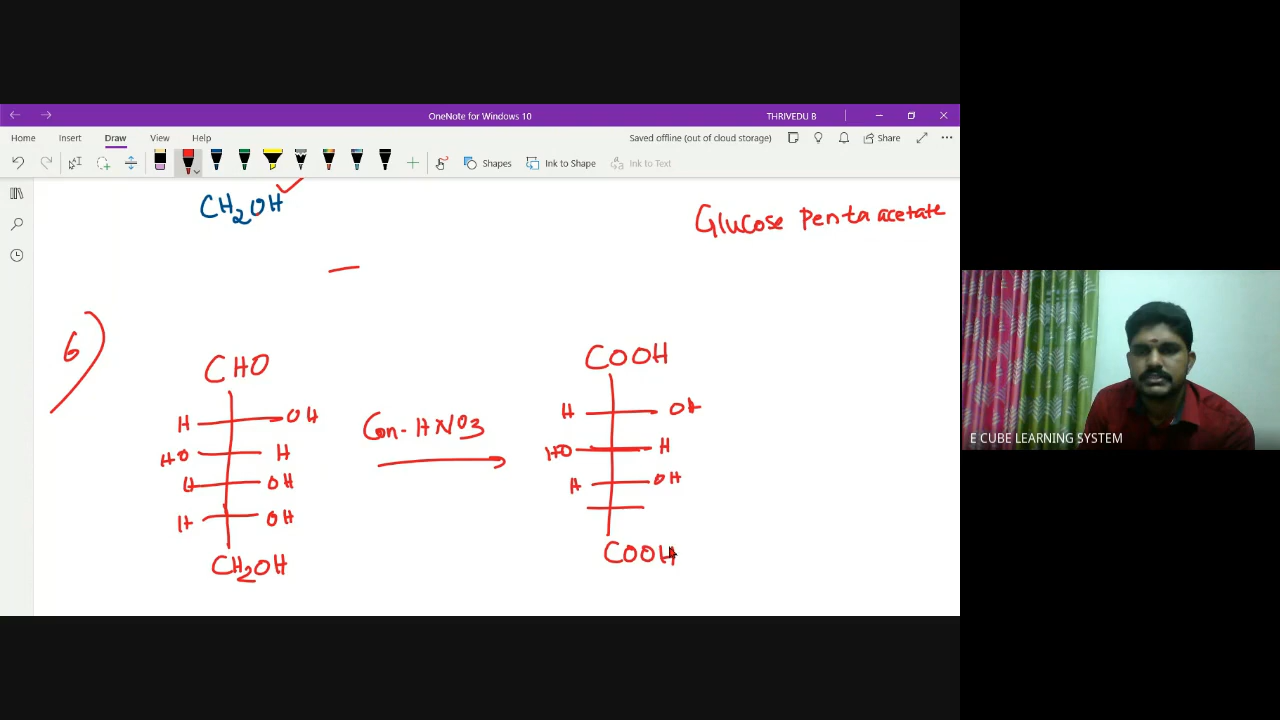 OneNote for Windows 10
THRIVEDU B
Home Insert Draw View Help
Saved offline (out of cloud storage)
Share
Shapes
Ink to Shape
Ink to Text
CH2OH
Glucose penta acetate
6)
CHO
H OH
HO H
H OH
H OH
CH2OH
Con- HNO3
COOH
H OH
HO H
H OH
COOH
E CUBE LEARNING SYSTEM